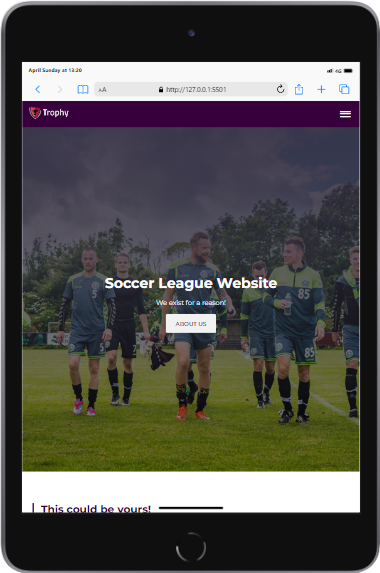 April Sunday at 13:20
4G
AA
http://127.0.0.1:5501
Trophy
5
85
Soccer League Website
We exist for a reason!
ABOUT US
85
This could be yours!